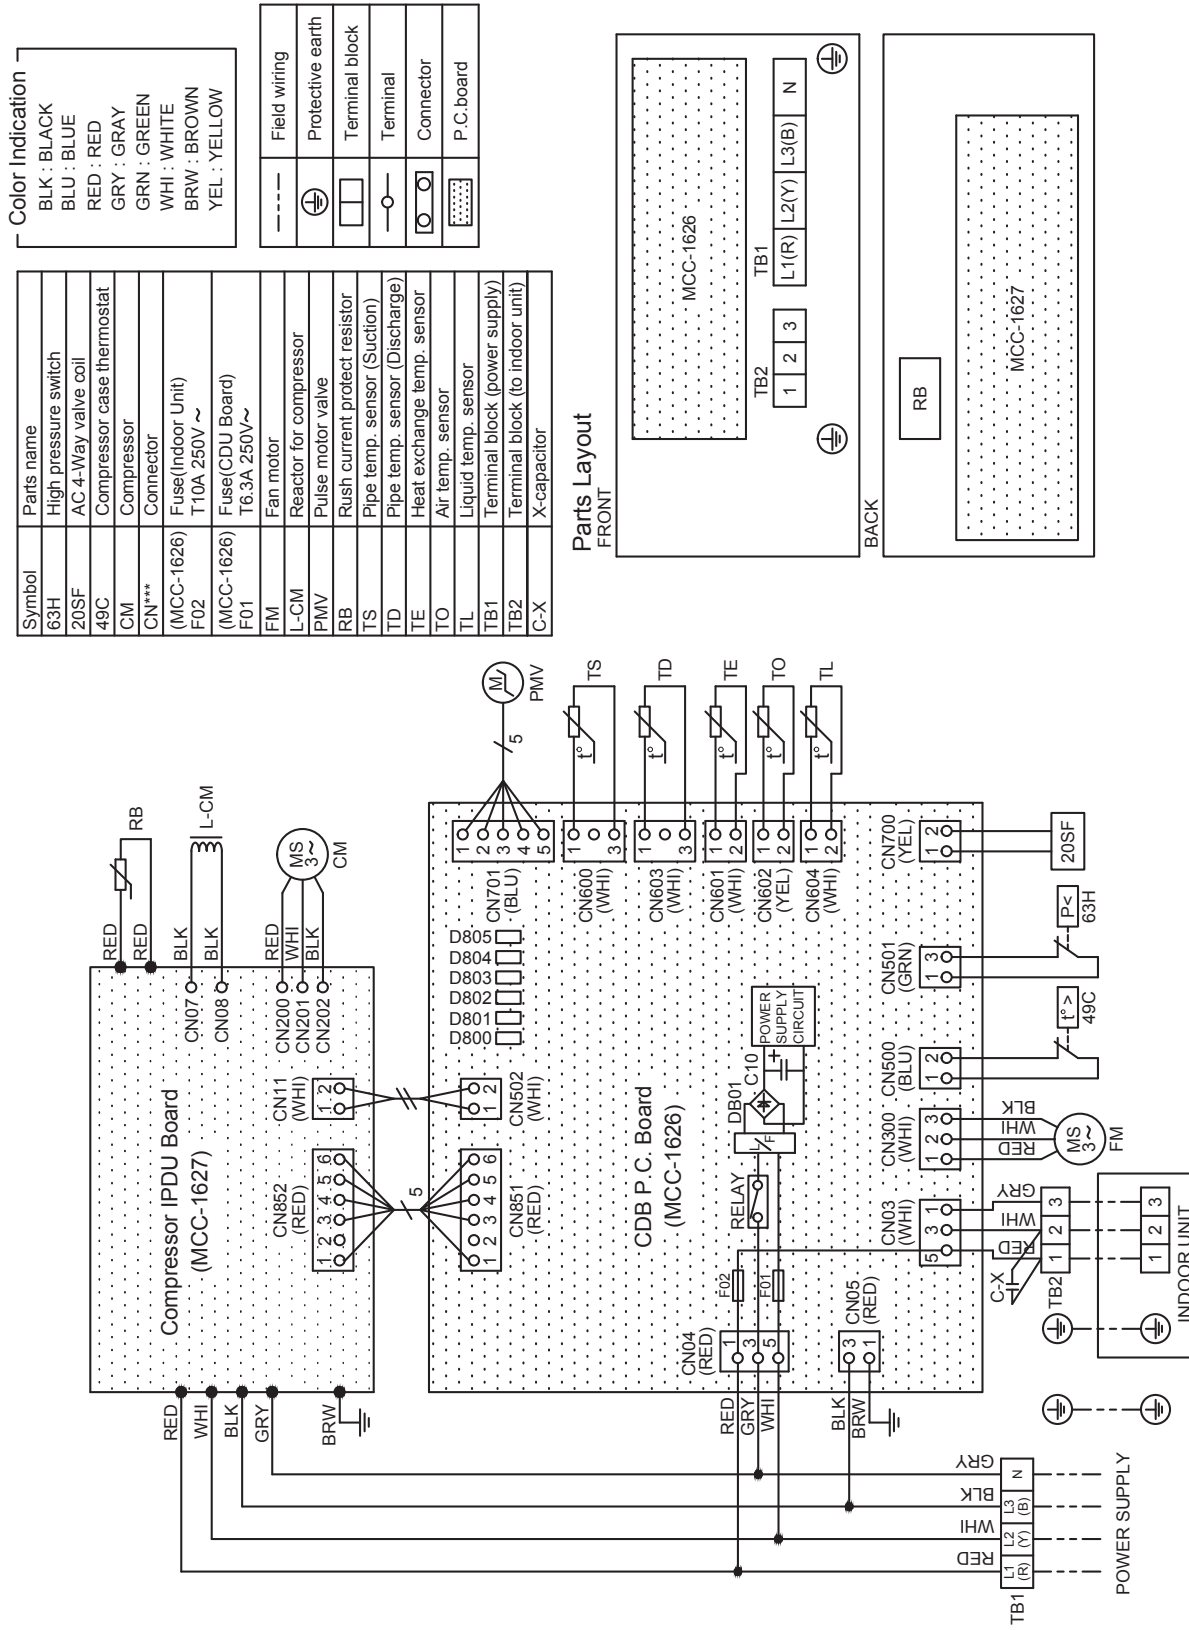 Color Indication
BLK : BLACK
BLU : BLUE
RED : RED
GRY : GRAY
GRN : GREEN
WHI : WHITE
BRW : BROWN
YEL : YELLOW
Field wiring
Protective earth
Terminal block
Terminal
Connector
P.C.board
Symbol Parts name
63H High pressure switch
20SF AC 4-Way valve coil
49C Compressor case thermostat
CM Compressor
CN*** Connector
(MCC-1626) Fuse(Indoor Unit)
F02 T10A 250V ~
(MCC-1626) Fuse(CDU Board)
F01 T6.3A 250V~
FM Fan motor
L-CM Reactor for compressor
PMV Pulse motor valve
RB Rush current protect resistor
TS Pipe temp. sensor (Suction)
TD Pipe temp. sensor (Discharge)
TE Heat exchange temp. sensor
TO Air temp. sensor
TL Liquid temp. sensor
TB1 Terminal block (power supply)
TB2 Terminal block (to indoor unit)
C-X X-capacitor
Parts Layout
FRONT
MCC-1626
TB2
1 2 3
TB1
L1(R) L2(Y) L3(B) N
BACK
RB
MCC-1627
RB
L-CM
MS
3~
CM
RED
RED
BLK
BLK
RED
WHI
BLK
CN07
CN08
CN200
CN201
CN202
Compressor IPDU Board
(MCC-1627)
CN852
(RED)
1 2 3 4 5 6
CN11
(WHI)
1 2
5
1 2 3 4 5 6
CN851
(RED)
1 2
CN502
(WHI)
RED
WHI
BLK
GRY
BRW
CDB P. C. Board
(MCC-1626)
D800
D801
D802
D803
D804
D805
CN701
(BLU)
1
2
3
4
5
5
M
PMV
CN600
(WHI)
1
3
t°
TS
CN603
(WHI)
1
3
t°
TD
CN601
(WHI)
1
2
t°
TE
CN602
(YEL)
1
2
t°
TO
CN604
(WHI)
1
2
t°
TL
POWER
SUPPLY
CIRCUIT
+
C10
DB01
L/F
RELAY
F02
F01
CN04
(RED)
1
3
5
CN05
(RED)
3
1
RED
GRY
WHI
BLK
BRW
CN03
(WHI)
5 3 1
CN300
(WHI)
1 2 3
CN500
(BLU)
1 2
CN501
(GRN)
1 3
CN700
(YEL)
1 2
RED
WHI
GRY
RED
WHI
BLK
MS
3~
FM
t° >
49C
P<
63H
20SF
C-X
TB2
1 2 3
1 2 3
INDOOR UNIT
RED
WHI
BLK
GRY
TB1
L1
(R)
L2
(Y)
L3
(B)
N
POWER SUPPLY